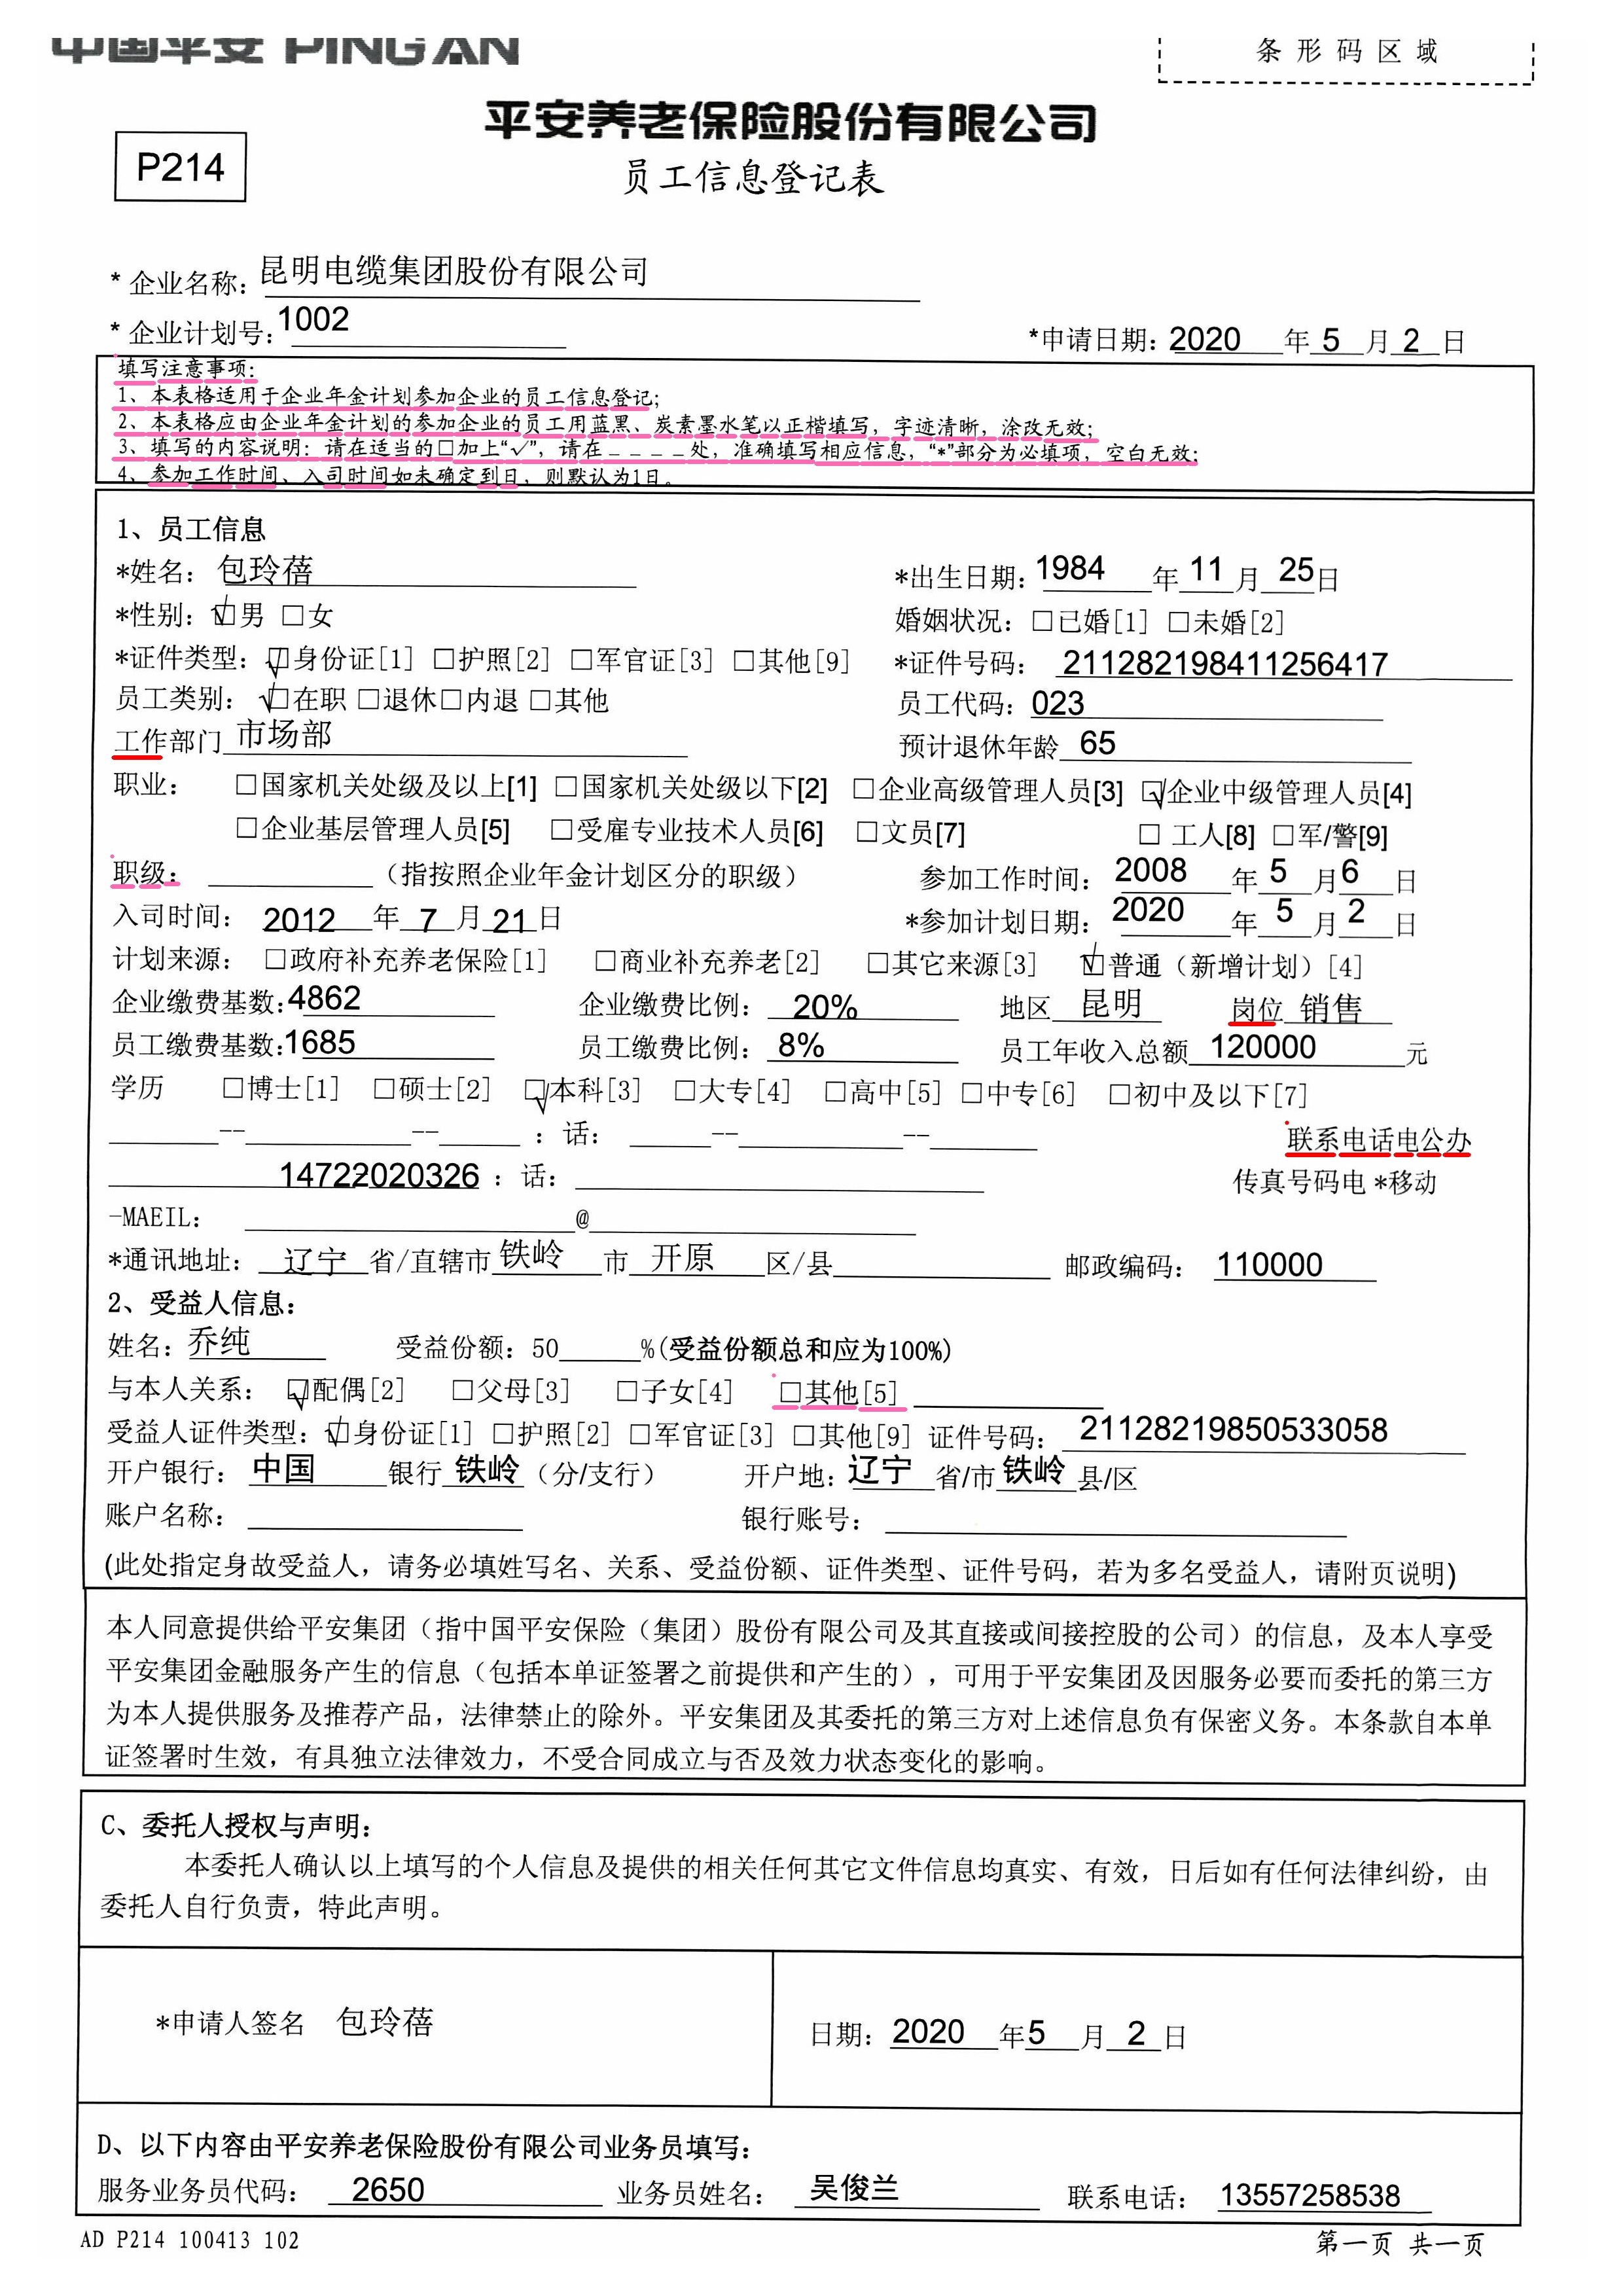 中国平安 PING AN
条形码区域
平安养老保险股份有限公司
P214
员工信息登记表
* 企业名称: 昆明电缆集团股份有限公司
* 企业计划号: 1002 *申请日期: 2020 年 5 月 2 日
填写注意事项:
1、本表格适用于企业年金计划参加企业的员工信息登记;
2、本表格应由企业年金计划的参加企业的员工用蓝黑、炭素墨水笔以正楷填写，字迹清晰，涂改无效;
3、填写的内容说明: 请在适当的□加上“√”，请在____处，准确填写相应信息，“*”部分为必填项，空白无效;
4、参加工作时间、入司时间如未确定到日，则默认为1日。
1、员工信息
*姓名: 包玲蓓 *出生日期: 1984 年 11 月 25日
*性别: ☑男 □女 婚姻状况: □已婚[1] □未婚[2]
*证件类型: ☑身份证[1] □护照[2] □军官证[3] □其他[9] *证件号码: 211282198411256417
员工类别: ☑在职 □退休□内退 □其他 员工代码: 023
工作部门 市场部 预计退休年龄 65
职业: □国家机关处级及以上[1] □国家机关处级以下[2] □企业高级管理人员[3] ☑企业中级管理人员[4]
□企业基层管理人员[5] □受雇专业技术人员[6] □文员[7] □ 工人[8] □军/警[9]
职级: ______ （指按照企业年金计划区分的职级） 参加工作时间: 2008 年 5 月6 日
入司时间: 2012 年 7 月 21 日 *参加计划日期: 2020 年 5 月 2 日
计划来源: □政府补充养老保险[1] □商业补充养老[2] □其它来源[3] ☑普通（新增计划）[4]
企业缴费基数:4862 企业缴费比例: 20% 地区 昆明 岗位 销售
员工缴费基数:1685 员工缴费比例: 8% 员工年收入总额 120000 元
学历 □博士[1] □硕士[2] ☑本科[3] □大专[4] □高中[5] □中专[6] □初中及以下[7]
______--______--______ : 话: ______--______--______ 联系电话电公办
14722020326 : 话: ______ 传真号码电 *移动
-MAEIL: ______@______
*通讯地址: 辽宁 省/直辖市 铁岭 市 开原 区/县______ 邮政编码: 110000
2、受益人信息:
姓名: 乔纯 受益份额: 50______%(受益份额总和应为100%)
与本人关系: ☑配偶[2] □父母[3] □子女[4] □其他[5] ______
受益人证件类型: ☑身份证[1] □护照[2] □军官证[3] □其他[9] 证件号码: 21128219850533058
开户银行: 中国 银行 铁岭 （分/支行） 开户地: 辽宁 省/市 铁岭 县/区
账户名称: ______ 银行账号: ______
(此处指定身故受益人，请务必填姓写名、关系、受益份额、证件类型、证件号码，若为多名受益人，请附页说明)
本人同意提供给平安集团（指中国平安保险（集团）股份有限公司及其直接或间接控股的公司）的信息，及本人享受
平安集团金融服务产生的信息（包括本单证签署之前提供和产生的），可用于平安集团及因服务必要而委托的第三方
为本人提供服务及推荐产品，法律禁止的除外。平安集团及其委托的第三方对上述信息负有保密义务。本条款自本单
证签署时生效，有具独立法律效力，不受合同成立与否及效力状态变化的影响。
C、委托人授权与声明:
本委托人确认以上填写的个人信息及提供的相关任何其它文件信息均真实、有效，日后如有任何法律纠纷，由
委托人自行负责，特此声明。
*申请人签名 包玲蓓 日期: 2020 年5 月 2 日
D、以下内容由平安养老保险股份有限公司业务员填写:
服务业务员代码: 2650 业务员姓名: 吴俊兰 联系电话: 13557258538
AD P214 100413 102 第一页 共一页